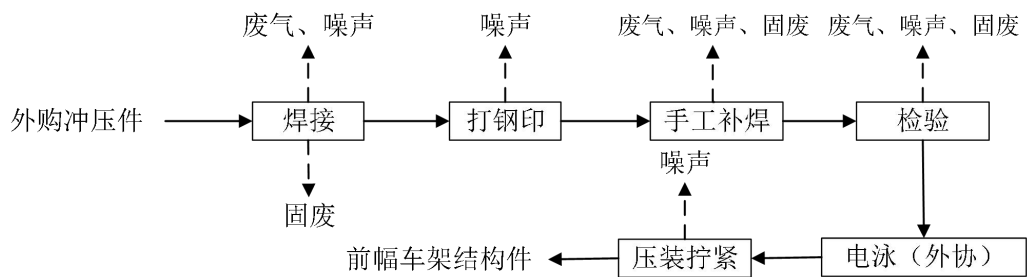 废气、噪声
噪声
废气、噪声、固废
废气、噪声、固废
外购冲压件
焊接
打钢印
手工补焊
检验
固废
噪声
前幅车架结构件
压装拧紧
电泳（外协）